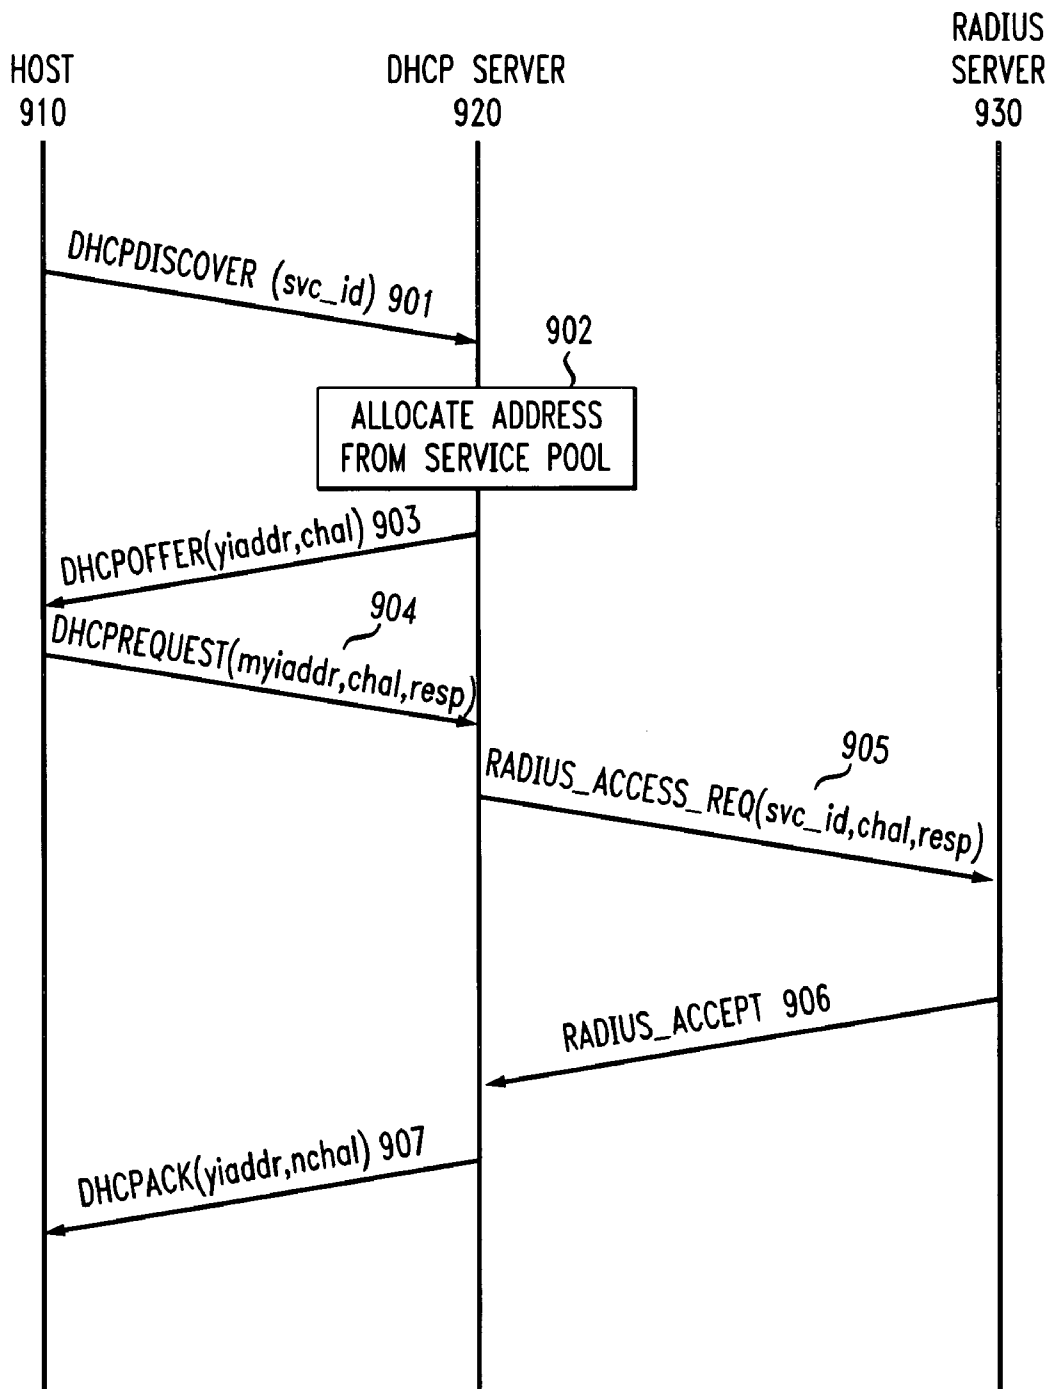 HOST
910
DHCP SERVER
920
RADIUS
SERVER
930
DHCPDISCOVER (svc_id) 901
902
ALLOCATE ADDRESS
FROM SERVICE POOL
DHCPOFFER(yiaddr,chal) 903
904
DHCPREQUEST(myiaddr,chal,resp)
905
RADIUS_ACCESS_REQ(svc_id,chal,resp)
RADIUS_ACCEPT 906
DHCPACK(yiaddr,nchal) 907